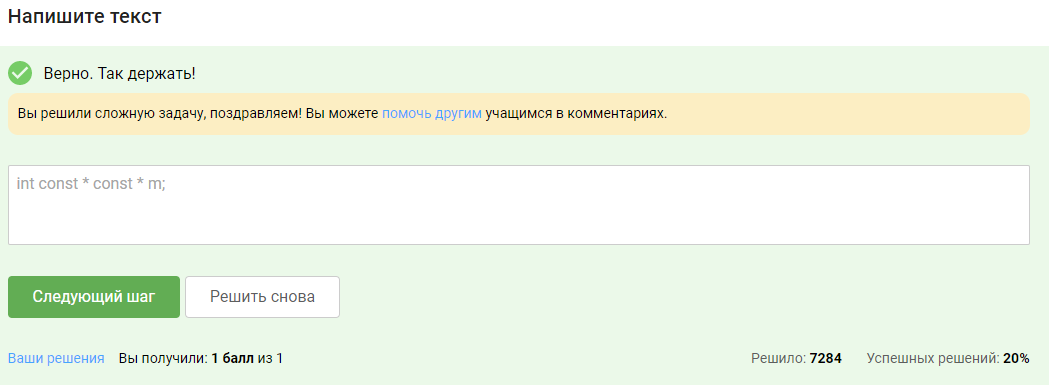 Напишите текст
Верно. Так держать!
Вы решили сложную задачу, поздравляем! Вы можете помочь другим учащимся в комментариях.
int const * const * m;
Следующий шаг Решить снова
Ваши решения Вы получили: 1 балл из 1 Решило: 7284 Успешных решений: 20%